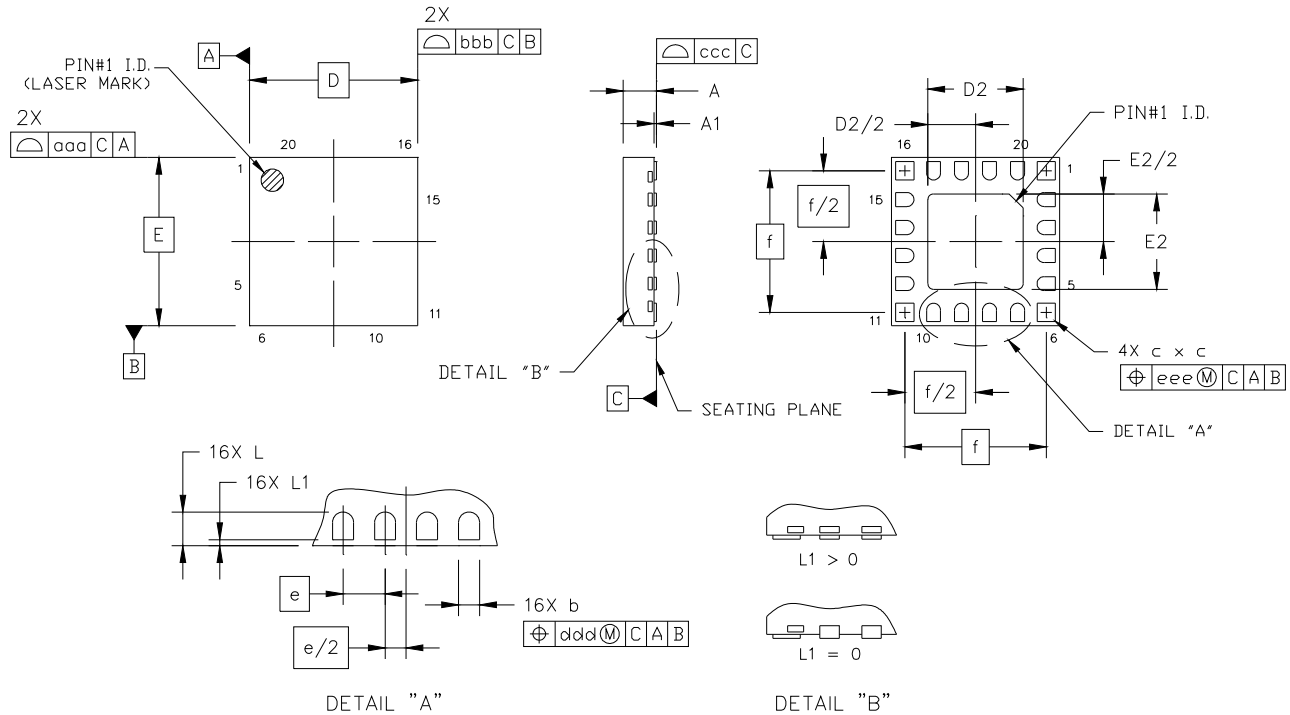 2X
bbb C B
A
PIN#1 I.D.
(LASER MARK)
D
2X
aaa C A
20
16
1
15
E
5
11
6
10
B
ccc C
A
A1
DETAIL "B"
C
SEATING PLANE
D2
D2/2
PIN#1 I.D.
16
20
1
E2/2
15
f/2
f
E2
5
11
10
6
4X c x c
eee M C A B
f/2
f
DETAIL "A"
16X L
16X L1
e
e/2
16X b
ddd M C A B
DETAIL "A"
L1 > 0
L1 = 0
DETAIL "B"